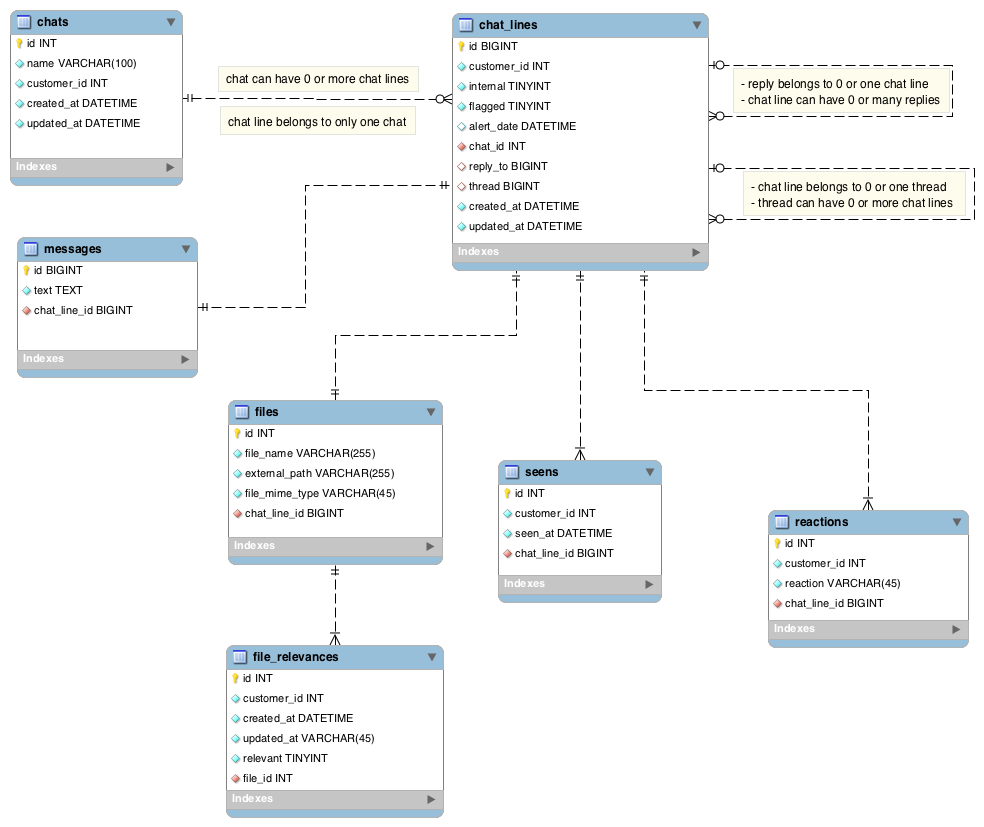 chats
id INT
name VARCHAR(100)
customer_id INT
created_at DATETIME
updated_at DATETIME
Indexes
chat can have 0 or more chat lines
chat line belongs to only one chat
chat_lines
id BIGINT
customer_id INT
internal TINYINT
flagged TINYINT
alert_date DATETIME
chat_id INT
reply_to BIGINT
thread BIGINT
created_at DATETIME
updated_at DATETIME
Indexes
- reply belongs to 0 or one chat line
- chat line can have 0 or many replies
- chat line belongs to 0 or one thread
- thread can have 0 or more chat lines
messages
id BIGINT
text TEXT
chat_line_id BIGINT
Indexes
files
id INT
file_name VARCHAR(255)
external_path VARCHAR(255)
file_mime_type VARCHAR(45)
chat_line_id BIGINT
Indexes
seens
id INT
customer_id INT
seen_at DATETIME
chat_line_id BIGINT
Indexes
reactions
id INT
customer_id INT
reaction VARCHAR(45)
chat_line_id BIGINT
Indexes
file_relevances
id INT
customer_id INT
created_at DATETIME
updated_at VARCHAR(45)
relevant TINYINT
file_id INT
Indexes